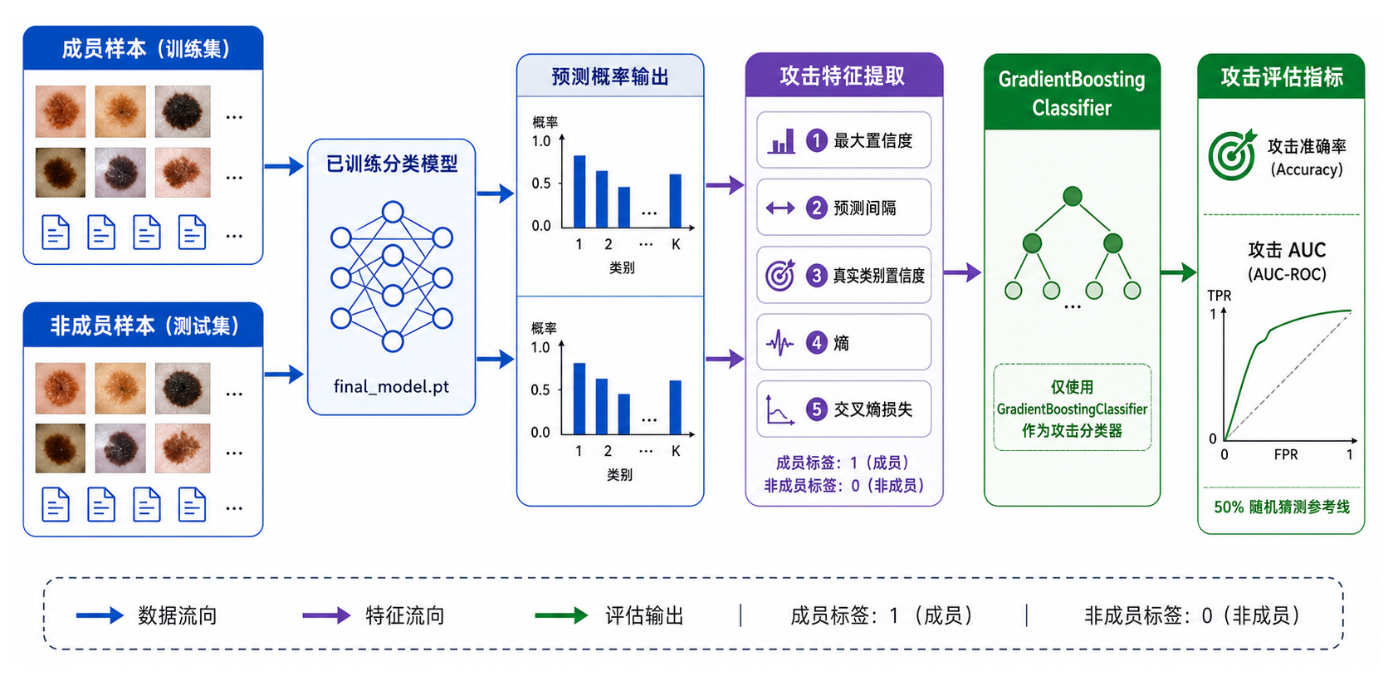 成员样本（训练集）
...
...
...
非成员样本（测试集）
...
...
...
已训练分类模型
final_model.pt
预测概率输出
概率
1.0
0.5
0.0
...
1 2 ... K
类别
概率
1.0
0.5
0.0
...
1 2 ... K
类别
攻击特征提取
1 最大置信度
2 预测间隔
3 真实类别置信度
4 熵
5 交叉熵损失
成员标签：1（成员）
非成员标签：0（非成员）
GradientBoosting
Classifier
...
仅使用
GradientBoostingClassifier
作为攻击分类器
攻击评估指标
攻击准确率
(Accuracy)
攻击 AUC
(AUC-ROC)
TPR
1
0
0 FPR 1
50% 随机猜测参考线
数据流向 特征流向 评估输出 | 成员标签：1（成员） | 非成员标签：0（非成员）